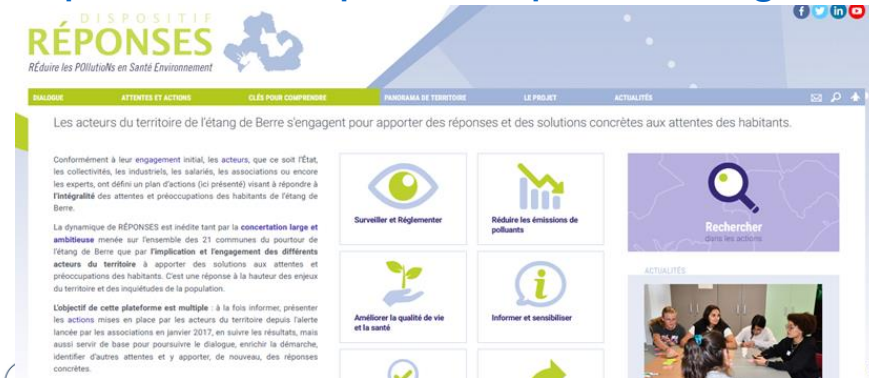 DISPOSITIF
RÉPONSES
RÉduire les POllutioNs en Santé Environnement
DIALOGUE
ATTENTES ET ACTIONS
CLÉS POUR COMPRENDRE
PANORAMA DE TERRITOIRE
LE PROJET
ACTUALITÉS
Les acteurs du territoire de l'étang de Berre s'engagent pour apporter des réponses et des solutions concrètes aux attentes des habitants.
Conformément à leur engagement initial, les acteurs, que ce soit l'État,
les collectivités, les industriels, les salariés, les associations ou encore
les experts, ont défini un plan d'actions (ici présenté) visant à répondre à
l'intégralité des attentes et préoccupations des habitants de l'étang de
Berre.
La dynamique de RÉPONSES est inédite tant par la concertation large et
ambitieuse menée sur l'ensemble des 21 communes du pourtour de
l'étang de Berre que par l'implication et l'engagement des différents
acteurs du territoire à apporter des solutions aux attentes et
préoccupations des habitants. C'est une réponse à la hauteur des enjeux
du territoire et des inquiétudes de la population.
L'objectif de cette plateforme est multiple : à la fois informer, présenter
les actions mises en place par les acteurs du territoire depuis l'alerte
lancée par les associations en janvier 2017, en suivre les résultats, mais
aussi servir de base pour poursuivre le dialogue, enrichir la démarche,
identifier d'autres attentes et y apporter, de nouveau, des réponses
concrètes.
Surveiller et Réglementer
Réduire les émissions de
polluants
Améliorer la qualité de vie
et la santé
Informer et sensibiliser
Rechercher
dans les actions
ACTUALITÉS